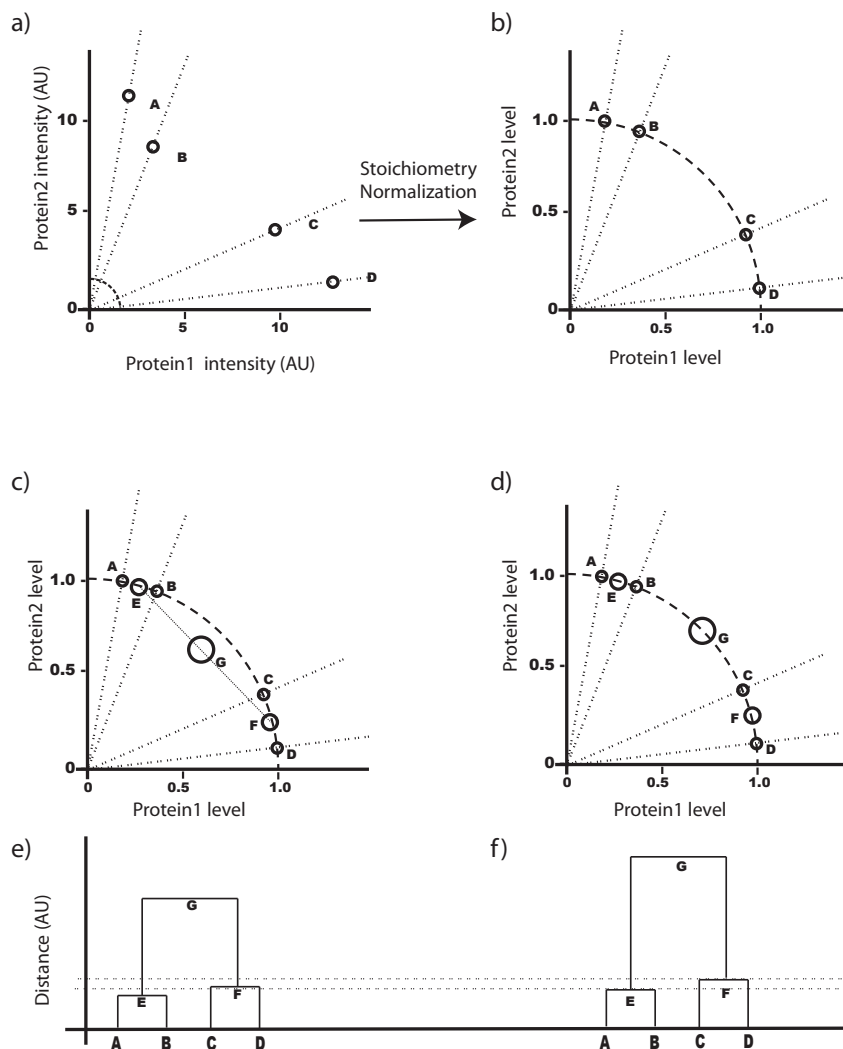 a)
Protein2 intensity (AU)
10
5
0
A
B
C
D
0 5 10
Protein1 intensity (AU)
Stoichiometry
Normalization
b)
Protein2 level
1.0
0.5
0
A
B
C
D
0 0.5 1.0
Protein1 level
c)
Protein2 level
1.0
0.5
0
A
B
E
G
C
F
D
0 0.5 1.0
Protein1 level
d)
Protein2 level
1.0
0.5
0
A
B
E
G
C
F
D
0 0.5 1.0
Protein1 level
e)
Distance (AU)
G
E F
A B C D
f)
G
E F
A B C D